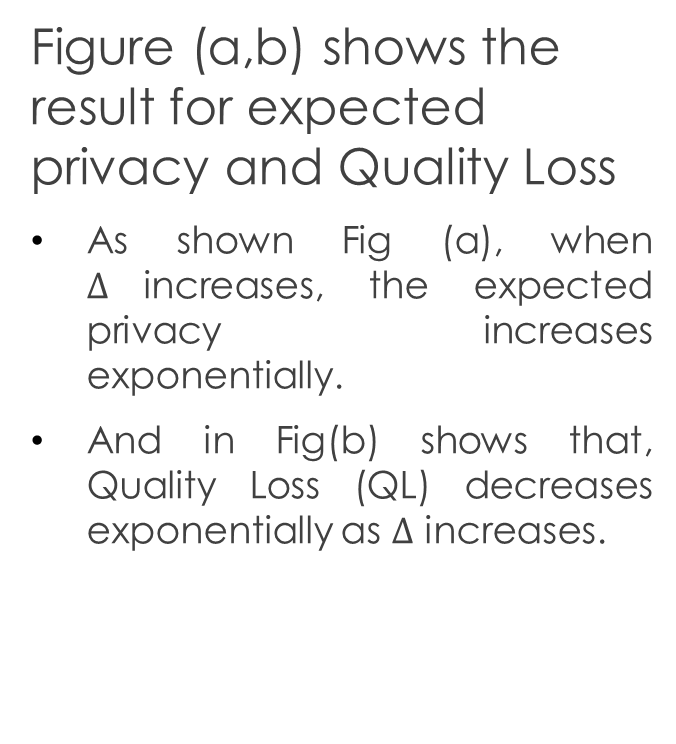 Figure (a,b) shows the
result for expected
privacy and Quality Loss
• As shown Fig (a), when
Δ increases, the expected
privacy increases
exponentially.
• And in Fig(b) shows that,
Quality Loss (QL) decreases
exponentially as Δ increases.